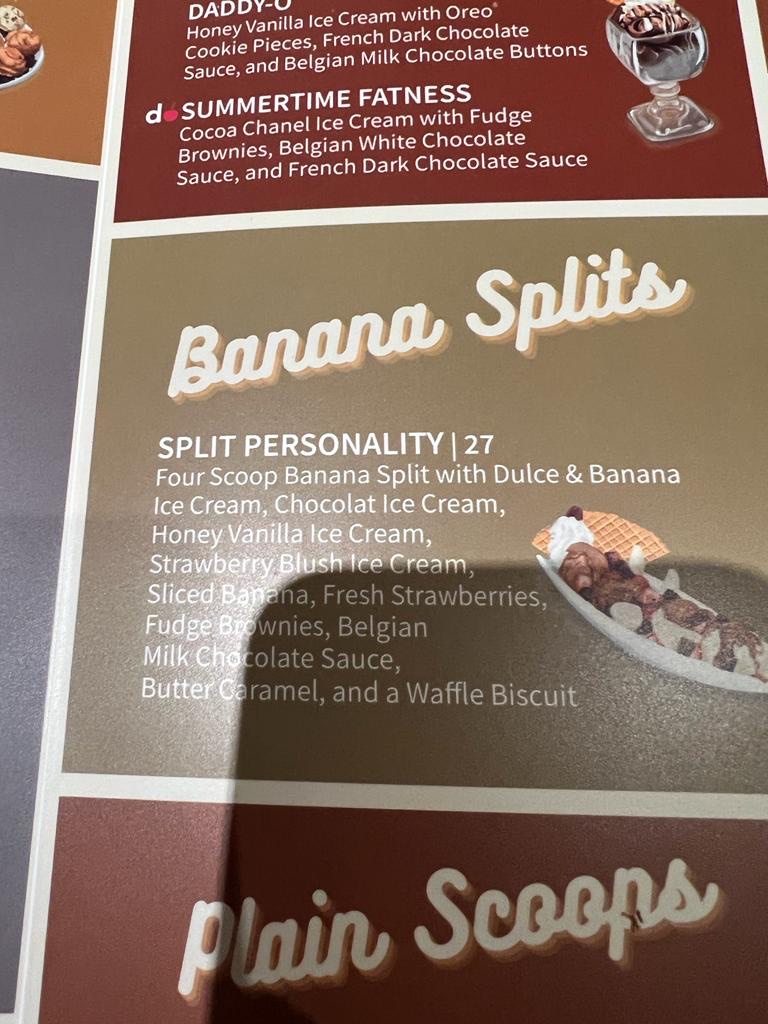 DADDY-O
Honey Vanilla Ice Cream with Oreo®
Cookie Pieces, French Dark Chocolate
Sauce, and Belgian Milk Chocolate Buttons
d SUMMERTIME FATNESS
Cocoa Chanel Ice Cream with Fudge
Brownies, Belgian White Chocolate
Sauce, and French Dark Chocolate Sauce
Banana Splits
SPLIT PERSONALITY | 27
Four Scoop Banana Split with Dulce & Banana
Ice Cream, Chocolat Ice Cream,
Honey Vanilla Ice Cream,
Strawberry Blush Ice Cream,
Sliced Banana, Fresh Strawberries,
Fudge Brownies, Belgian
Milk Chocolate Sauce,
Butter Caramel, and a Waffle Biscuit
Plain Scoops